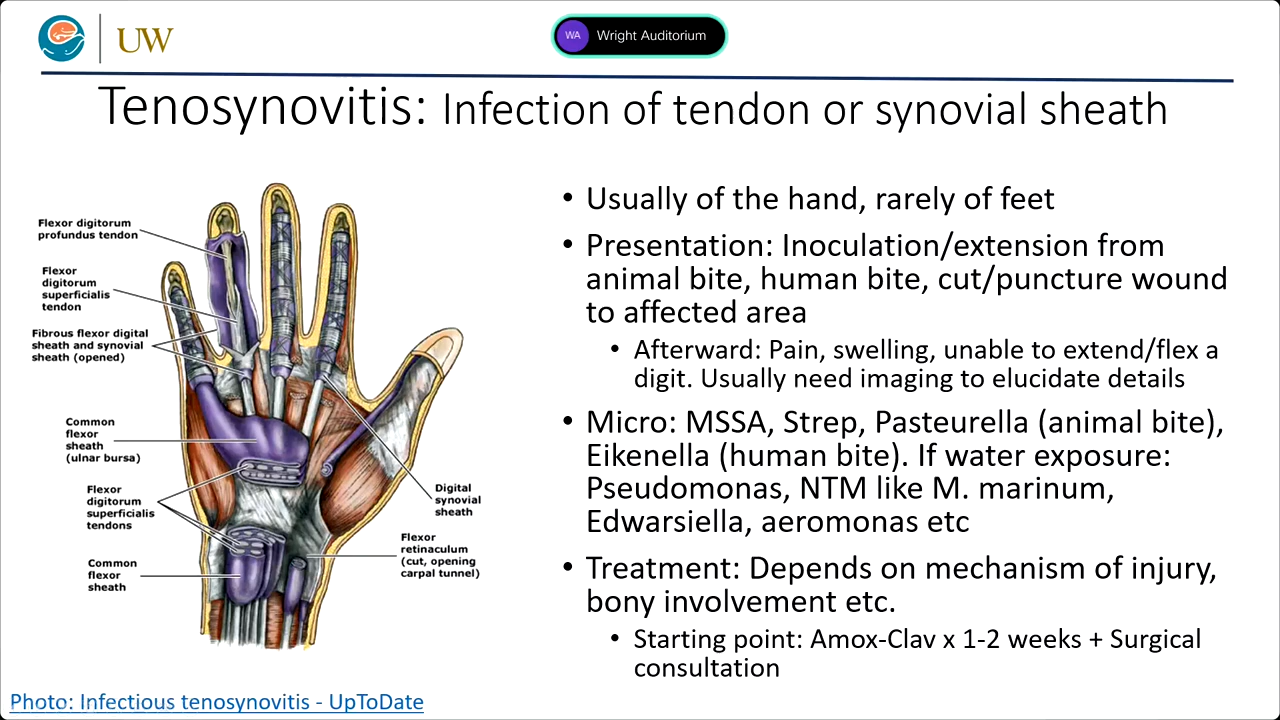 UW
WA Wright Auditorium
Tenosynovitis: Infection of tendon or synovial sheath
Flexor digitorum
profundus tendon
Flexor
digitorum
superficialis
tendon
Fibrous flexor digital
sheath and synovial
sheath (opened)
Common
flexor
sheath
(ulnar bursa)
Flexor
digitorum
superficialis
tendons
Common
flexor
sheath
Digital
synovial
sheath
Flexor
retinaculum
(cut, opening
carpal tunnel)
• Usually of the hand, rarely of feet
• Presentation: Inoculation/extension from
animal bite, human bite, cut/puncture wound
to affected area
• Afterward: Pain, swelling, unable to extend/flex a
digit. Usually need imaging to elucidate details
• Micro: MSSA, Strep, Pasteurella (animal bite),
Eikenella (human bite). If water exposure:
Pseudomonas, NTM like M. marinum,
Edwarsiella, aeromonas etc
• Treatment: Depends on mechanism of injury,
bony involvement etc.
• Starting point: Amox-Clav x 1-2 weeks + Surgical
consultation
Photo: Infectious tenosynovitis - UpToDate